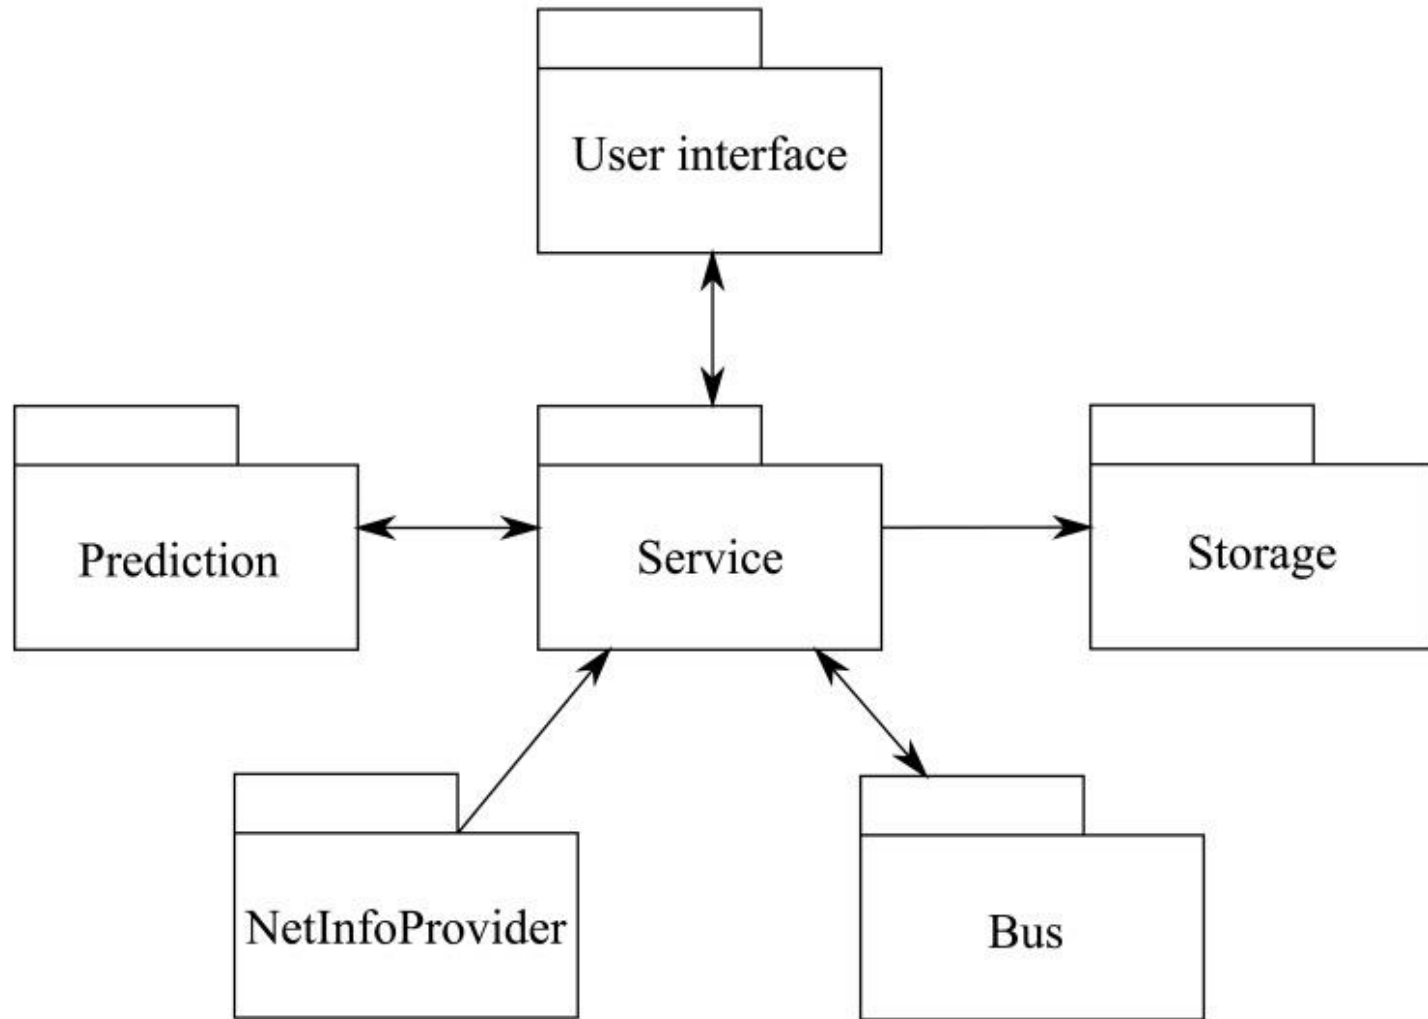 User interface
Prediction
Service
Storage
NetInfoProvider
Bus